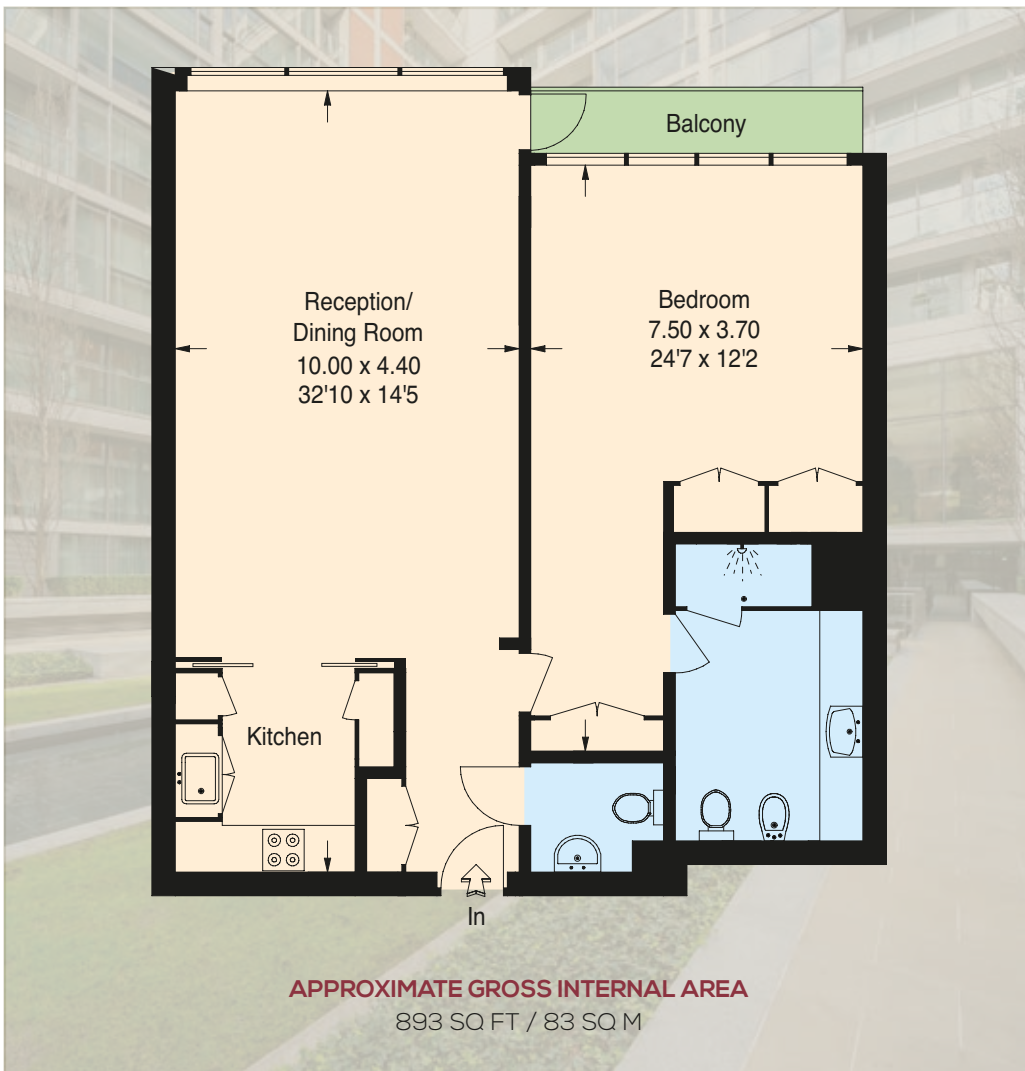 Balcony
Reception/
Dining Room
10.00 x 4.40
32'10 x 14'5
Bedroom
7.50 x 3.70
24'7 x 12'2
Kitchen
In
APPROXIMATE GROSS INTERNAL AREA
893 SQ FT / 83 SQ M